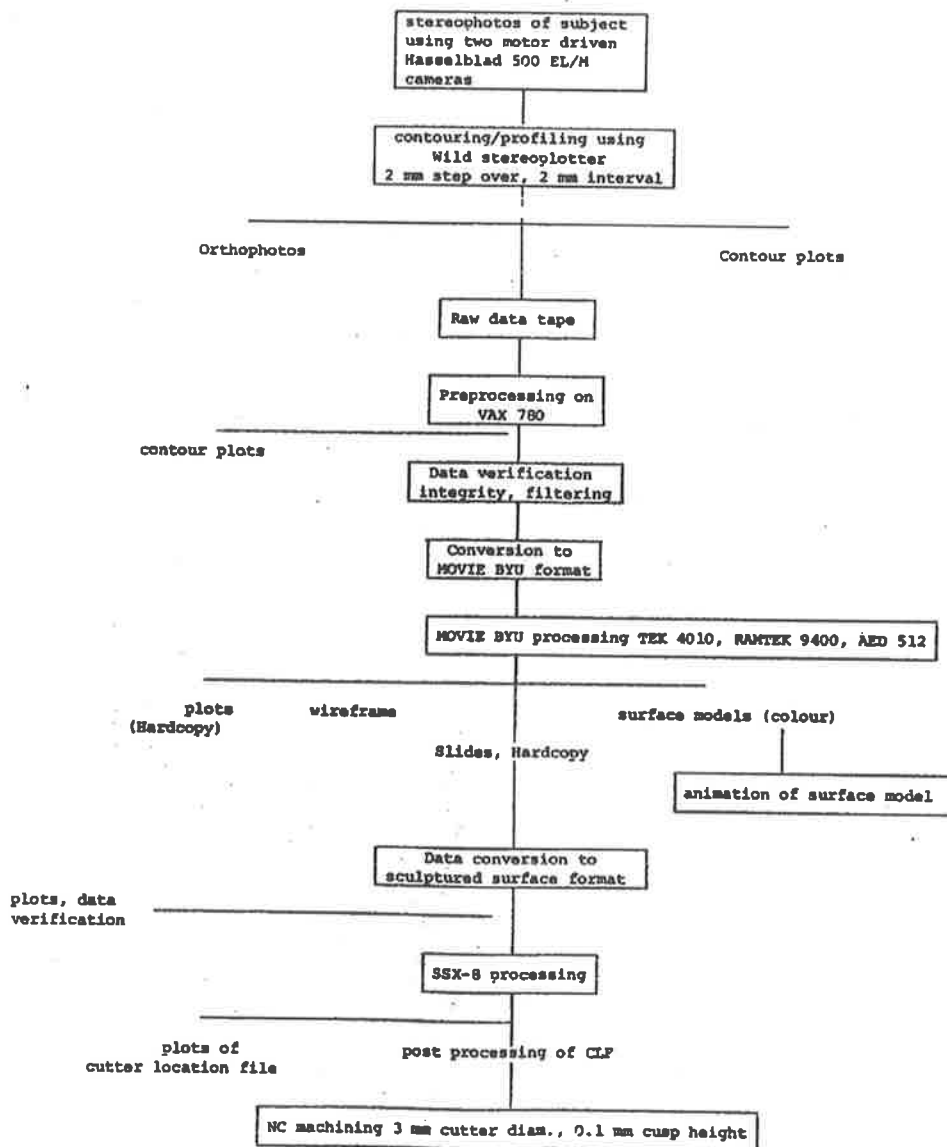 stereophotos of subject
using two motor driven
Hasselblad 500 EL/M
cameras
contouring/profiling using
Wild stereoplotter
2 mm step over, 2 mm interval
Orthophotos
Contour plots
Raw data tape
Preprocessing on
VAX 780
contour plots
Data verification
integrity, filtering
Conversion to
MOVIE BYU format
MOVIE BYU processing TEK 4010, RAMTEK 9400, AED 512
plots
(Hardcopy)
wireframe
surface models (colour)
Slides, Hardcopy
animation of surface model
Data conversion to
sculptured surface format
plots, data
verification
SSX-8 processing
plots of
cutter location file
post processing of CLF
NC machining 3 mm cutter diam., 0.1 mm cusp height